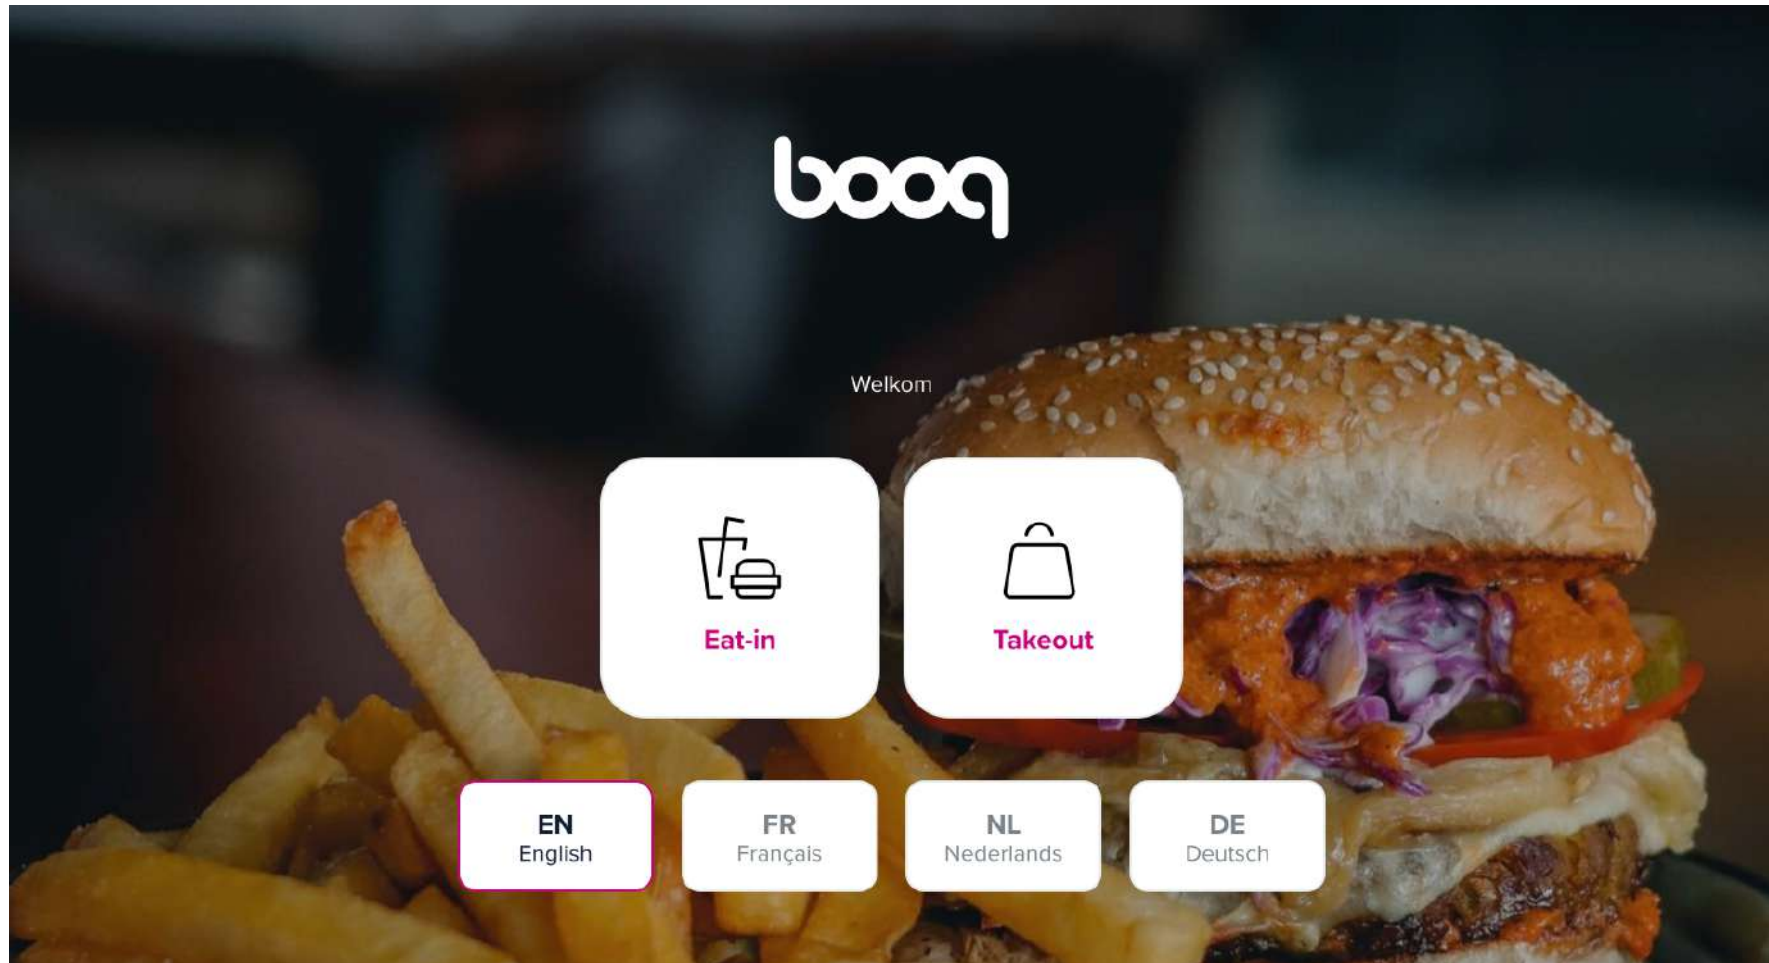 booq
Welkom
Eat-in
Takeout
EN
English
FR
Français
NL
Nederlands
DE
Deutsch